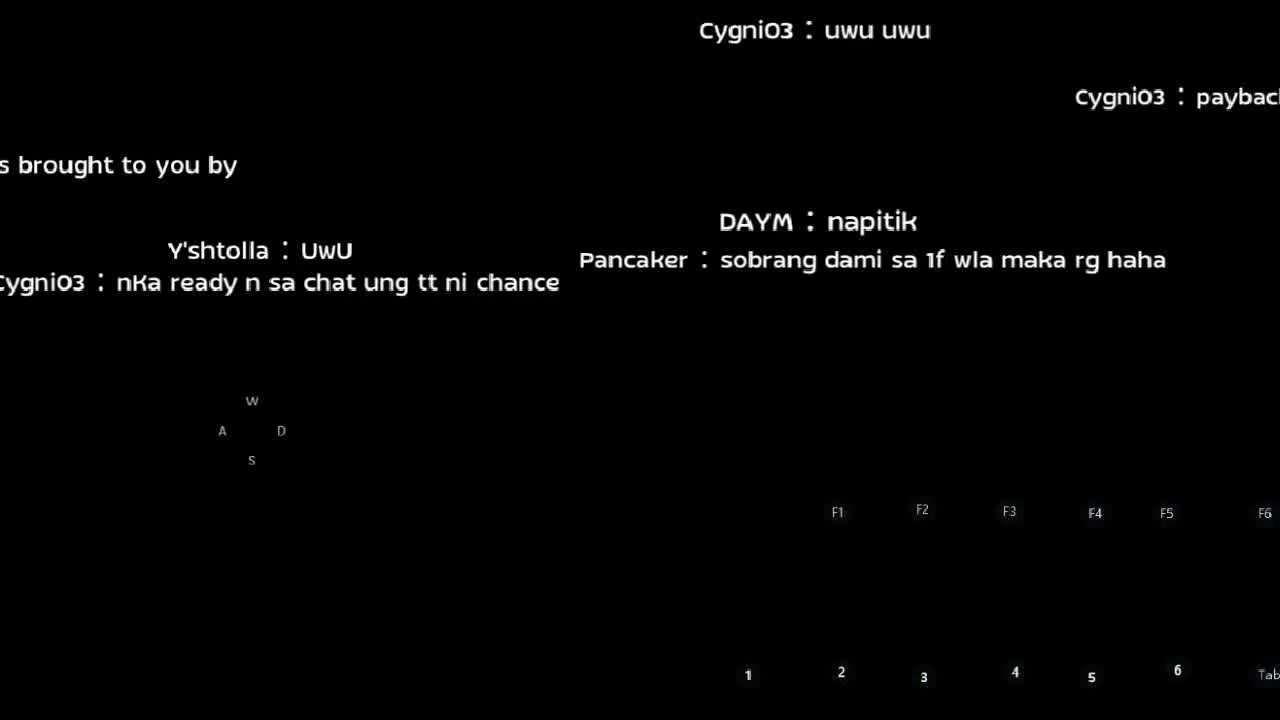 Cygni03 : uwu uwu
Cygni03 : payback
s brought to you by
DAYM : napitik
Y'shtolla : UwU
Pancaker : sobrang dami sa 1f wla maka rg haha
Cygni03 : nKa ready n sa chat ung tt ni chance
W
A D
S
F1 F2 F3 F4 F5 F6
1 2 3 4 5 6 Tab